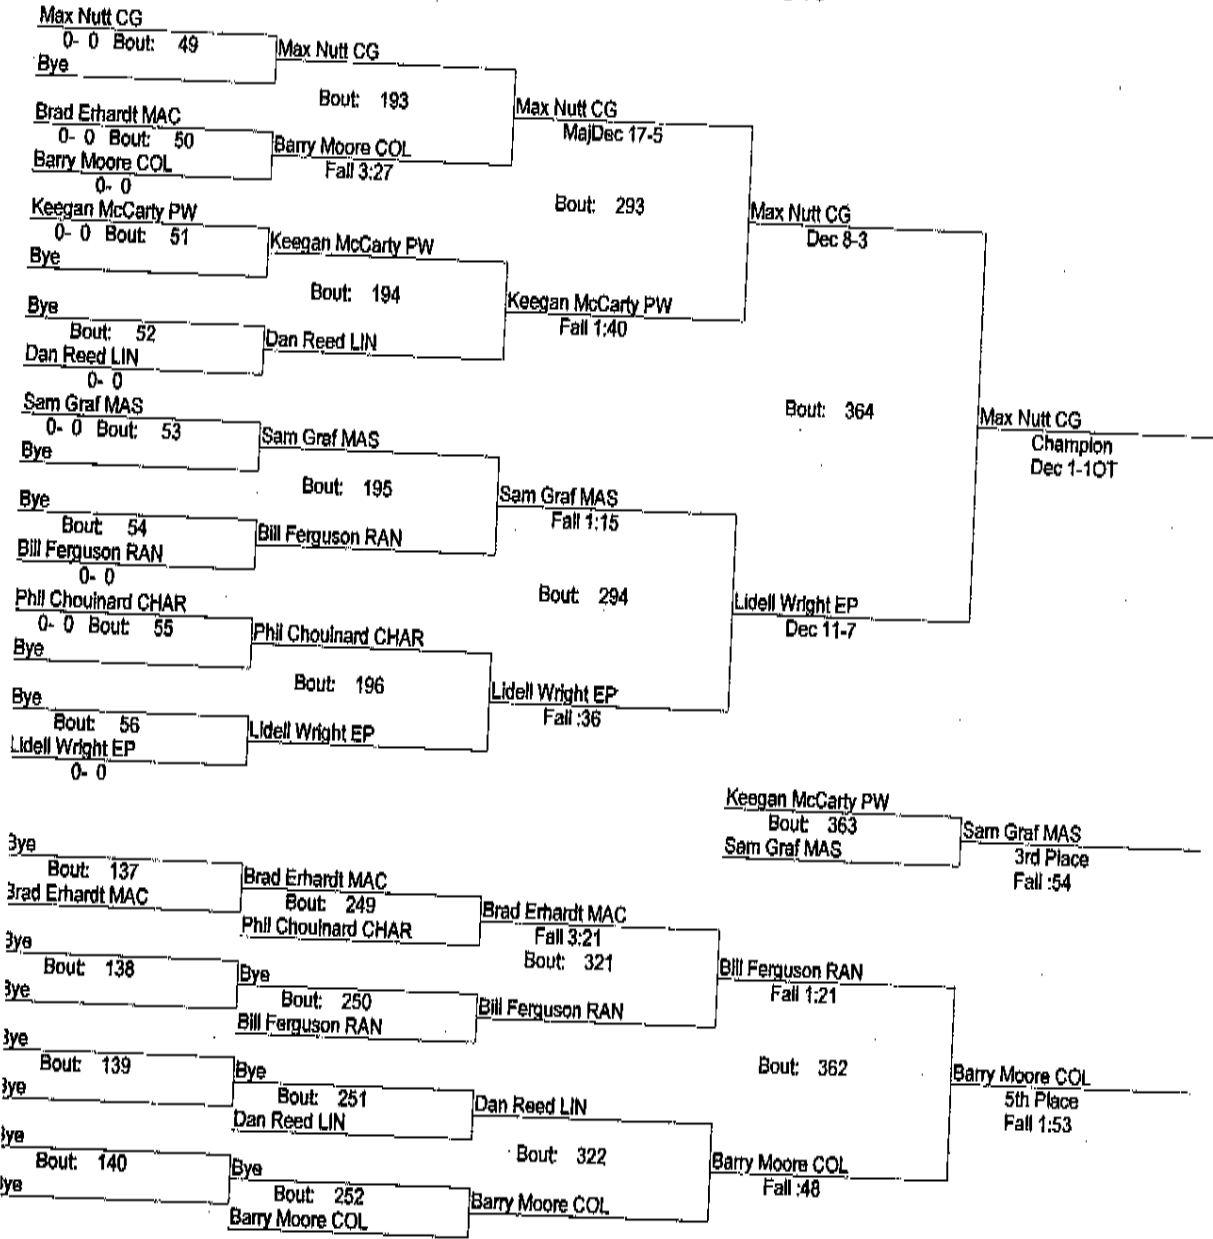 Max Nutt CG
0- 0 Bout: 49
Bye
Max Nutt CG
Bout: 193
Brad Erhardt MAC
0- 0 Bout: 50
Barry Moore COL
0- 0
Barry Moore COL
Fall 3:27
Max Nutt CG
MajDec 17-5
Bout: 293
Keegan McCarty PW
0- 0 Bout: 51
Bye
Keegan McCarty PW
Bout: 194
Bye
Bout: 52
Dan Reed LIN
0- 0
Dan Reed LIN
Keegan McCarty PW
Fall 1:40
Max Nutt CG
Dec 8-3
Bout: 364
Sam Graf MAS
0- 0 Bout: 53
Bye
Sam Graf MAS
Bout: 195
Bye
Bout: 54
Bill Ferguson RAN
0- 0
Bill Ferguson RAN
Sam Graf MAS
Fall 1:15
Bout: 294
Phil Chouinard CHAR
0- 0 Bout: 55
Bye
Phil Chouinard CHAR
Bout: 196
Bye
Bout: 56
Lidell Wright EP
0- 0
Lidell Wright EP
Lidell Wright EP
Fall :36
Lidell Wright EP
Dec 11-7
Max Nutt CG
Champion
Dec 1-1OT
Keegan McCarty PW
Bout: 363
Sam Graf MAS
Sam Graf MAS
3rd Place
Fall :54
Bye
Bout: 137
Brad Erhardt MAC
Brad Erhardt MAC
Bout: 249
Phil Chouinard CHAR
Brad Erhardt MAC
Fall 3:21
Bout: 321
Bye
Bout: 138
Bye
Bye
Bout: 250
Bill Ferguson RAN
Bill Ferguson RAN
Bill Ferguson RAN
Fall 1:21
Bout: 362
Bye
Bout: 139
Bye
Bye
Bout: 251
Dan Reed LIN
Dan Reed LIN
Bout: 322
Bye
Bout: 140
Bye
Bye
Bout: 252
Barry Moore COL
Barry Moore COL
Barry Moore COL
Fall :48
Barry Moore COL
5th Place
Fall 1:53